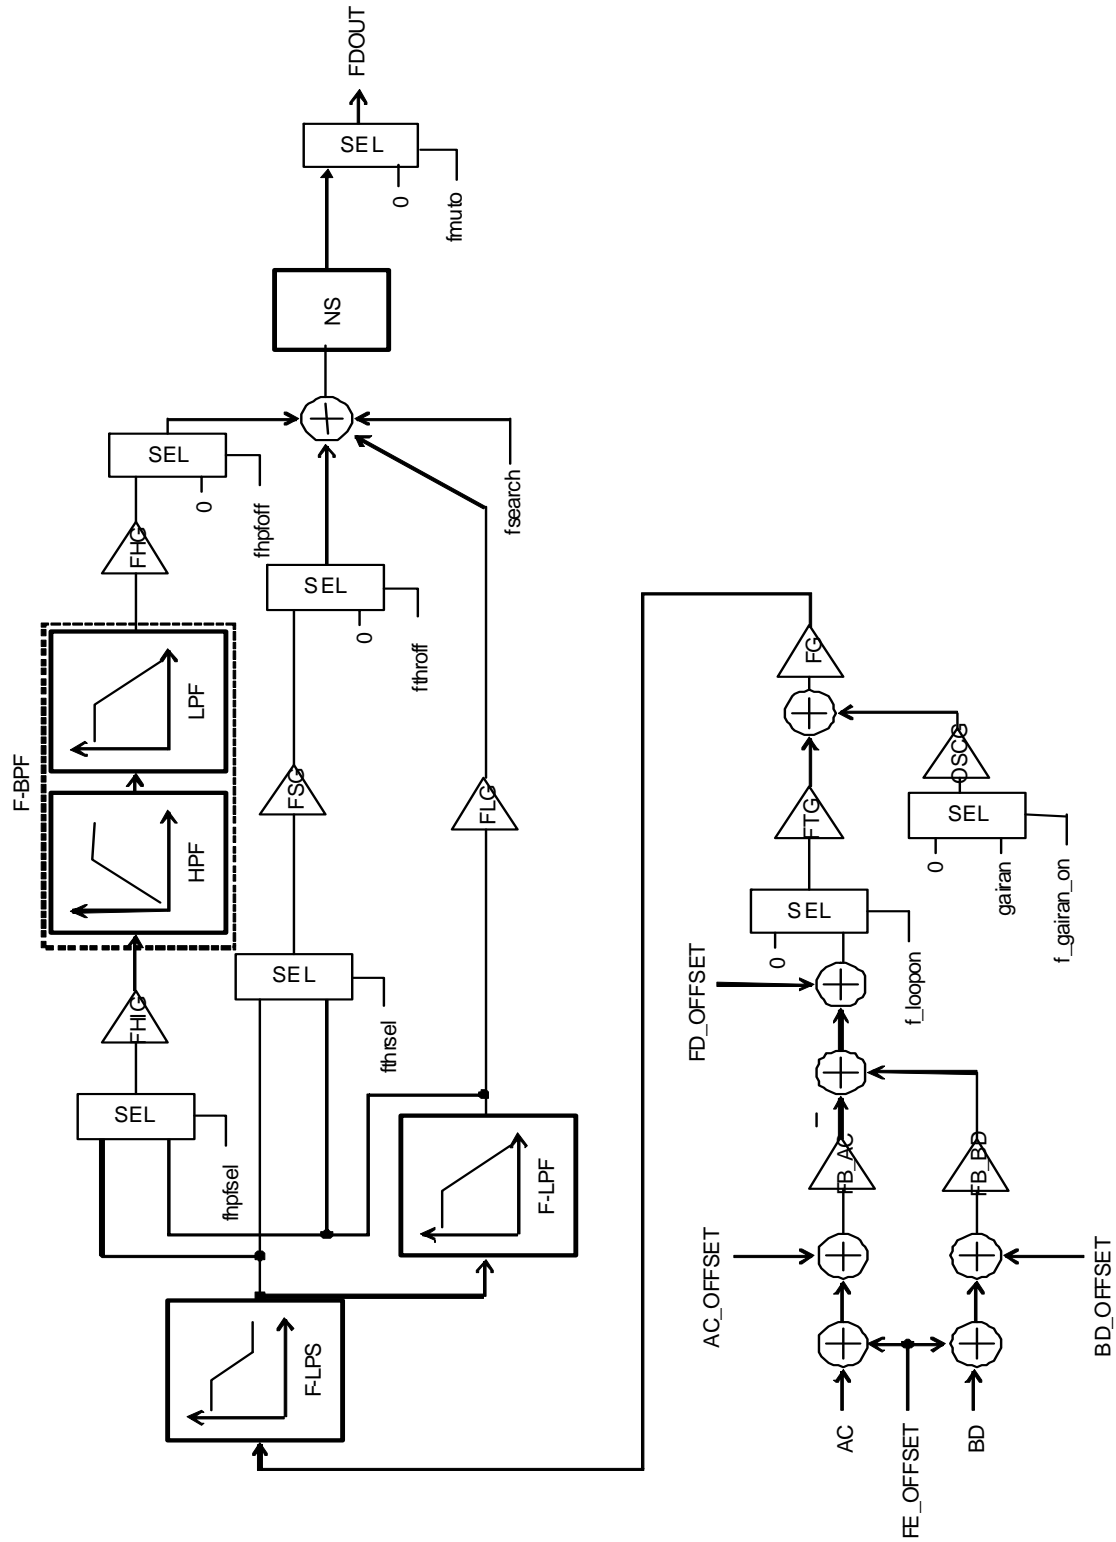 F-BPF
SEL
fhpfsel
FHIG
HPF
LPF
FHG
SEL
0
fhpfoff
SEL
fthrsel
FSG
SEL
0
fthroff
F-LPS
F-LPF
FLG
fsearch
NS
SEL
0
fmuto
FDOUT
AC
FE_OFFSET
BD
AC_OFFSET
BD_OFFSET
FB_AC
FB_BD
–
FD_OFFSET
0
SEL
f_loopon
FTG
0
gairan
SEL
f_gairan_on
OSCG
FG